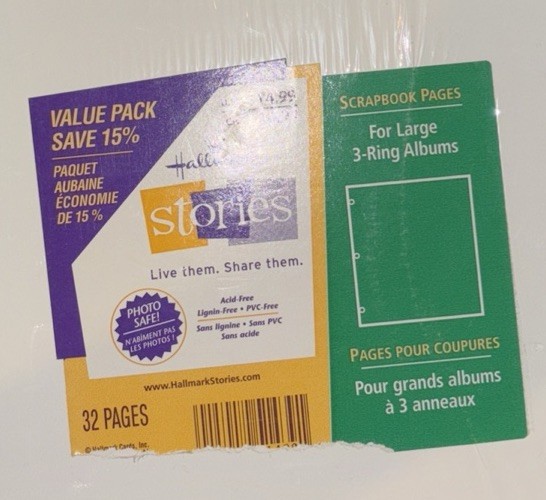 VALUE PACK
SAVE 15%
PAQUET
AUBAINE
ÉCONOMIE
DE 15 %
stories
Live them. Share them.
PHOTO
SAFE!
N'ABÎMENT PAS
LES PHOTOS !
Acid-Free
Lignin-Free • PVC-Free
Sans lignine • Sans PVC
Sans acide
www.HallmarkStories.com
32 PAGES
SCRAPBOOK PAGES
For Large
3-Ring Albums
PAGES POUR COUPURES
Pour grands albums
à 3 anneaux